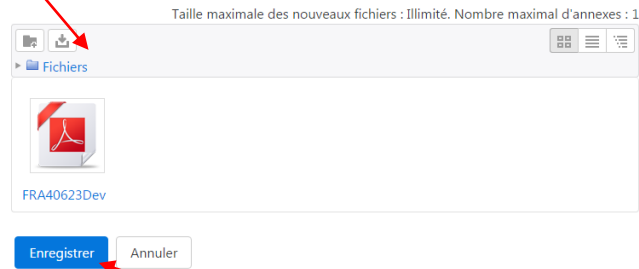 Taille maximale des nouveaux fichiers : Illimité. Nombre maximal d'annexes : 1
Fichiers
FRA40623Dev
Enregistrer Annuler